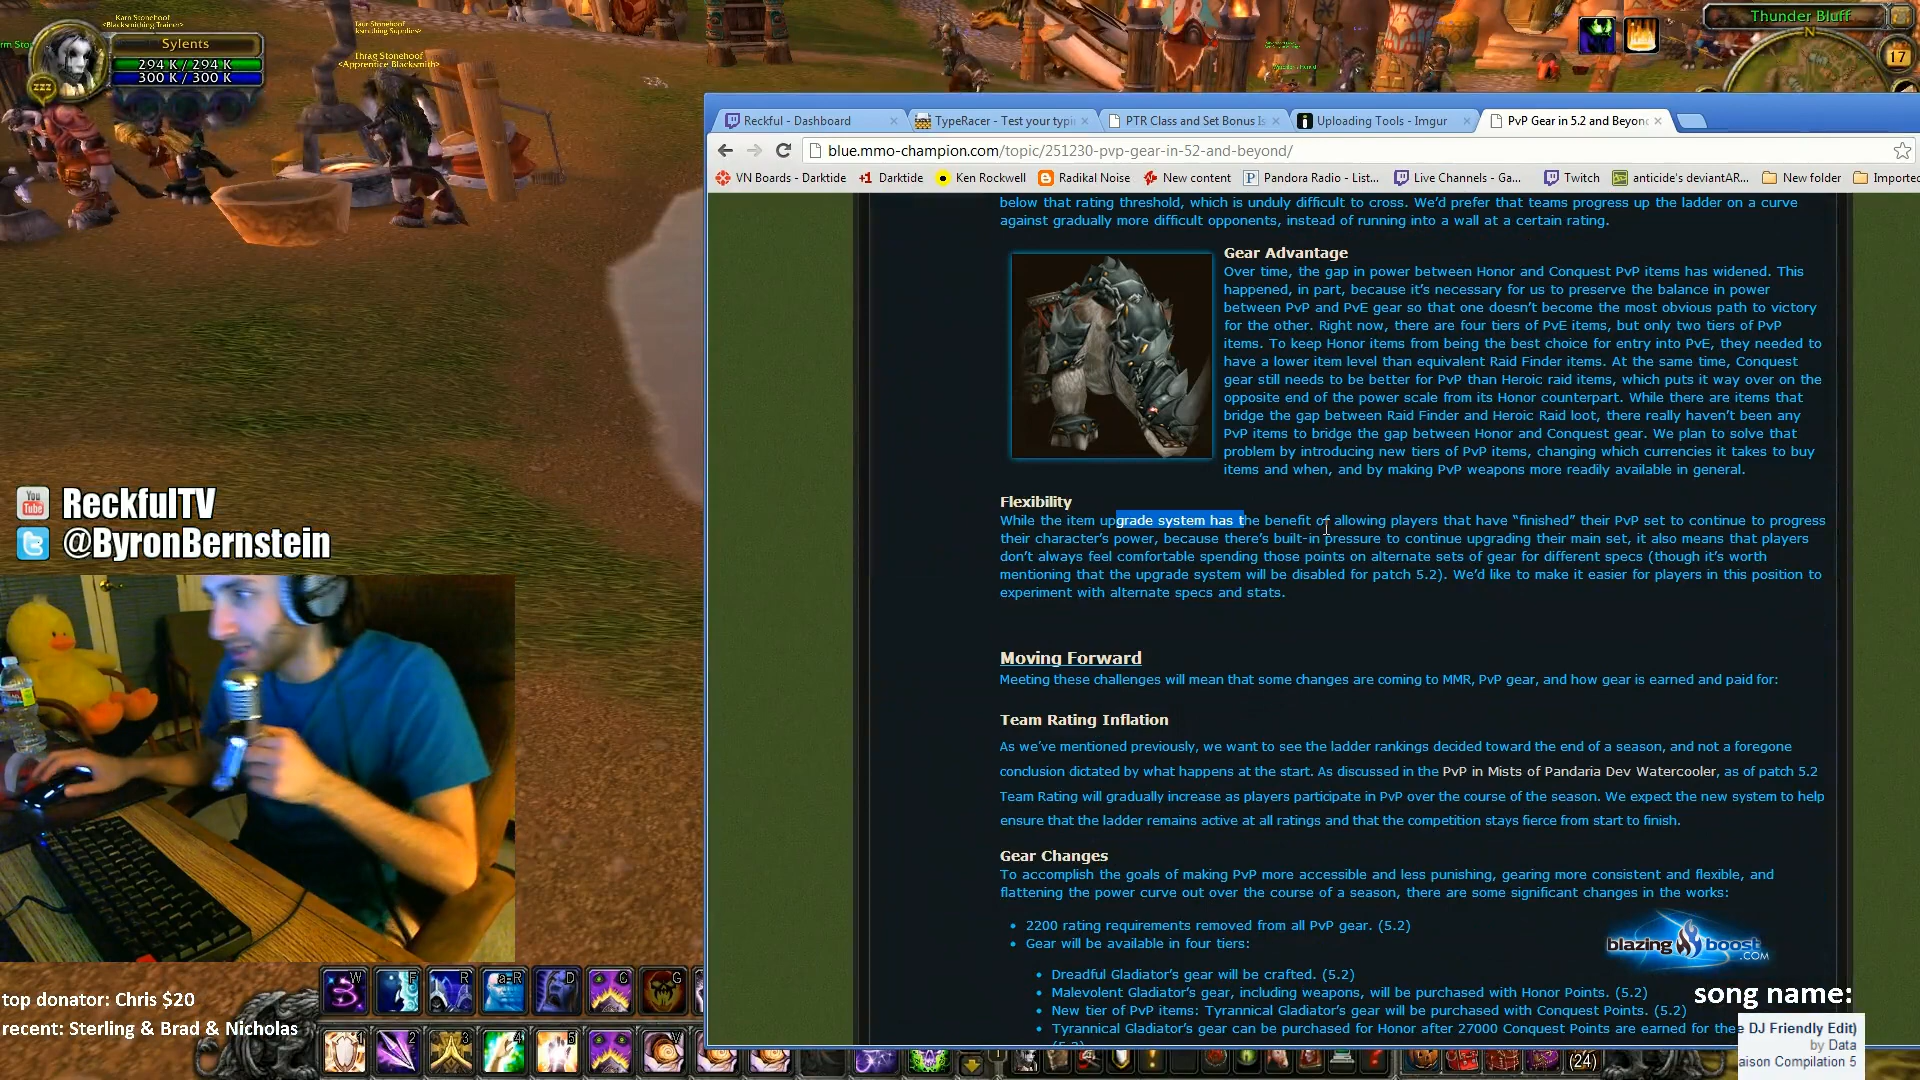 Karn Stonehoof
<Blacksmithing Trainer>
Taur Stonehoof
Thrag Stonehoof
<Apprentice Blacksmith>
Sylents
294 K / 294 K
300 K / 300 K
zzz
Thunder Bluff
N
17
Reckful - Dashboard
TypeRacer - Test your typi
PTR Class and Set Bonus Is
Uploading Tools - Imgur
PvP Gear in 5.2 and Beyon
blue.mmo-champion.com/topic/251230-pvp-gear-in-52-and-beyond/
VN Boards - Darktide
+1 Darktide
Ken Rockwell
Radikal Noise
New content
Pandora Radio - List...
Live Channels - Ga...
Twitch
anticide's deviantAR...
New folder
Imported
below that rating threshold, which is unduly difficult to cross. We'd prefer that teams progress up the ladder on a curve
against gradually more difficult opponents, instead of running into a wall at a certain rating.
Gear Advantage
Over time, the gap in power between Honor and Conquest PvP items has widened. This
happened, in part, because it's necessary for us to preserve the balance in power
between PvP and PvE gear so that one doesn't become the most obvious path to victory
for the other. Right now, there are four tiers of PvE items, but only two tiers of PvP
items. To keep Honor items from being the best choice for entry into PvE, they needed to
have a lower item level than equivalent Raid Finder items. At the same time, Conquest
gear still needs to be better for PvP than Heroic raid items, which puts it way over on the
opposite end of the power scale from its Honor counterpart. While there are items that
bridge the gap between Raid Finder and Heroic Raid loot, there really haven't been any
PvP items to bridge the gap between Honor and Conquest gear. We plan to solve that
problem by introducing new tiers of PvP items, changing which currencies it takes to buy
items and when, and by making PvP weapons more readily available in general.
Flexibility
While the item upgrade system has the benefit of allowing players that have “finished” their PvP set to continue to progress
their character's power, because there's built-in pressure to continue upgrading their main set, it also means that players
don't always feel comfortable spending those points on alternate sets of gear for different specs (though it's worth
mentioning that the upgrade system will be disabled for patch 5.2). We'd like to make it easier for players in this position to
experiment with alternate specs and stats.
Moving Forward
Meeting these challenges will mean that some changes are coming to MMR, PvP gear, and how gear is earned and paid for:
Team Rating Inflation
As we've mentioned previously, we want to see the ladder rankings decided toward the end of a season, and not a foregone
conclusion dictated by what happens at the start. As discussed in the PvP in Mists of Pandaria Dev Watercooler, as of patch 5.2
Team Rating will gradually increase as players participate in PvP over the course of the season. We expect the new system to help
ensure that the ladder remains active at all ratings and that the competition stays fierce from start to finish.
Gear Changes
To accomplish the goals of making PvP more accessible and less punishing, gearing more consistent and flexible, and
flattening the power curve out over the course of a season, there are some significant changes in the works:
• 2200 rating requirements removed from all PvP gear. (5.2)
• Gear will be available in four tiers:
• Dreadful Gladiator's gear will be crafted. (5.2)
• Malevolent Gladiator's gear, including weapons, will be purchased with Honor Points. (5.2)
• New tier of PvP items: Tyrannical Gladiator's gear will be purchased with Conquest Points. (5.2)
• Tyrannical Gladiator's gear can be purchased for Honor after 27000 Conquest Points are earned for the
(5.2)
blazing boost
.COM
song name:
e DJ Friendly Edit)
by Data
aison Compilation 5
You Tube ReckfulTV
@ByronBernstein
top donator: Chris $20
recent: Sterling & Brad & Nicholas
W F R a-R D C G
1 2 3 4 5 V
(24)